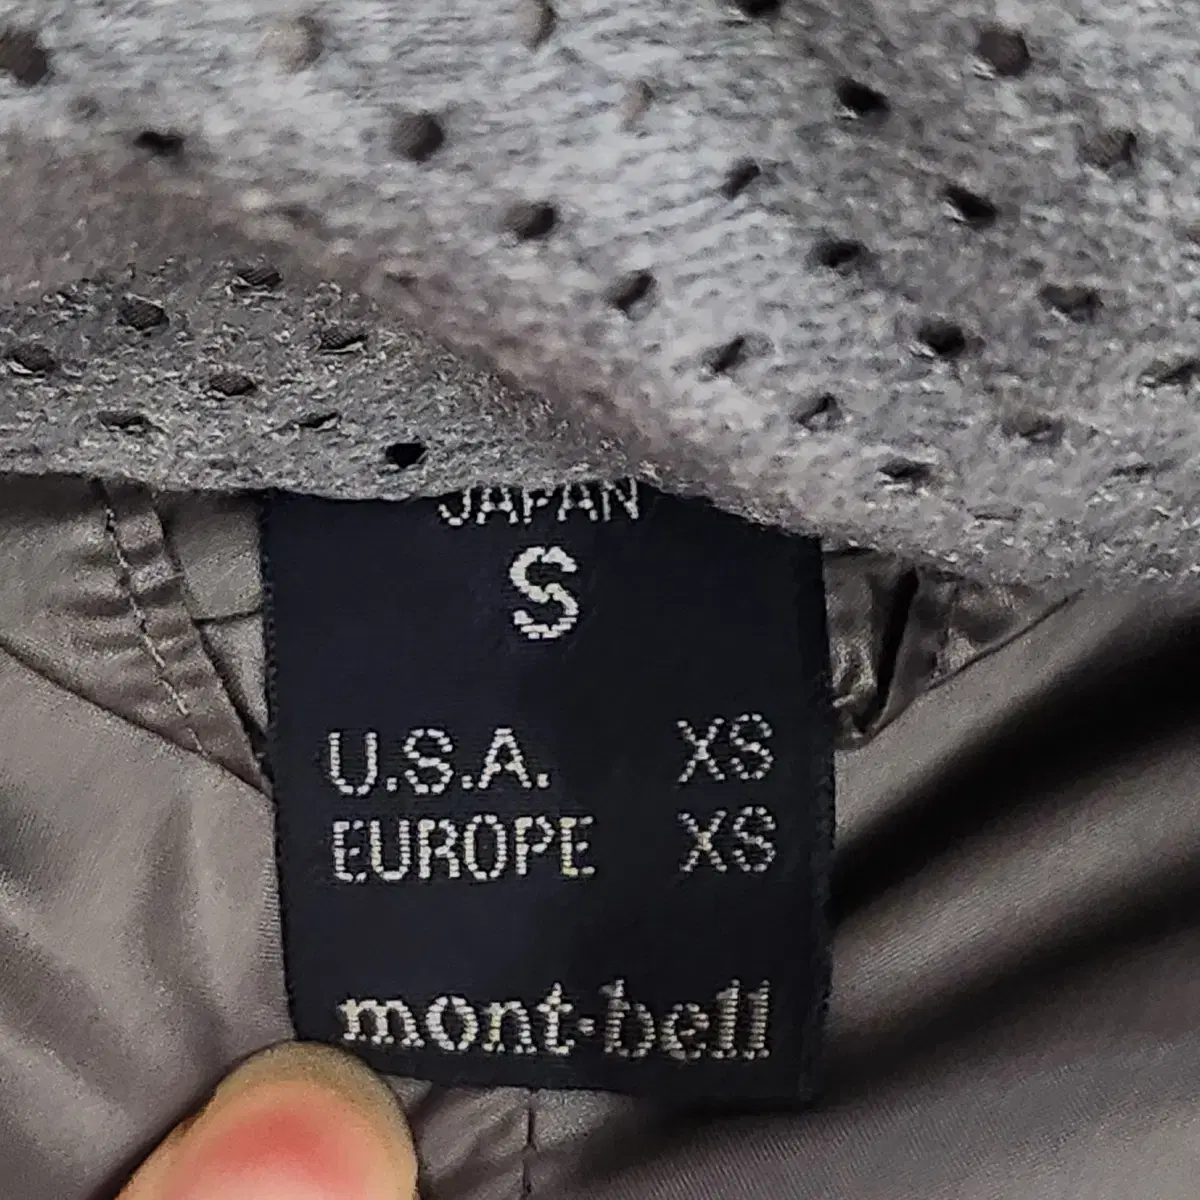 JAPAN
S
U.S.A. XS
EUROPE XS
mont-bell